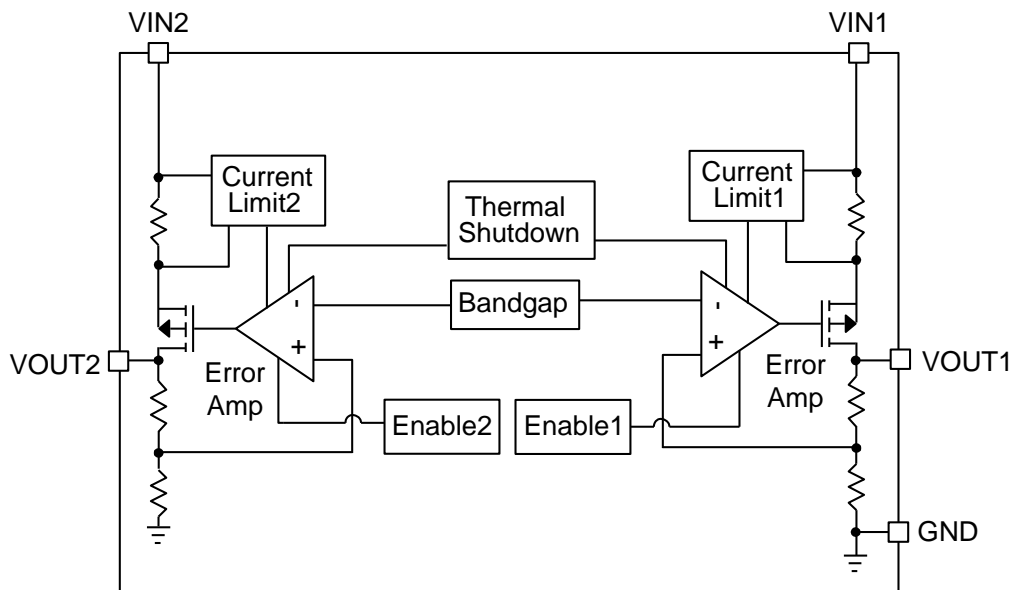 VIN2
VIN1
Current
Limit2
Current
Limit1
Thermal
Shutdown
-
Bandgap
-
+
+
VOUT2
Error
Amp
Error
Amp
VOUT1
Enable2
Enable1
GND